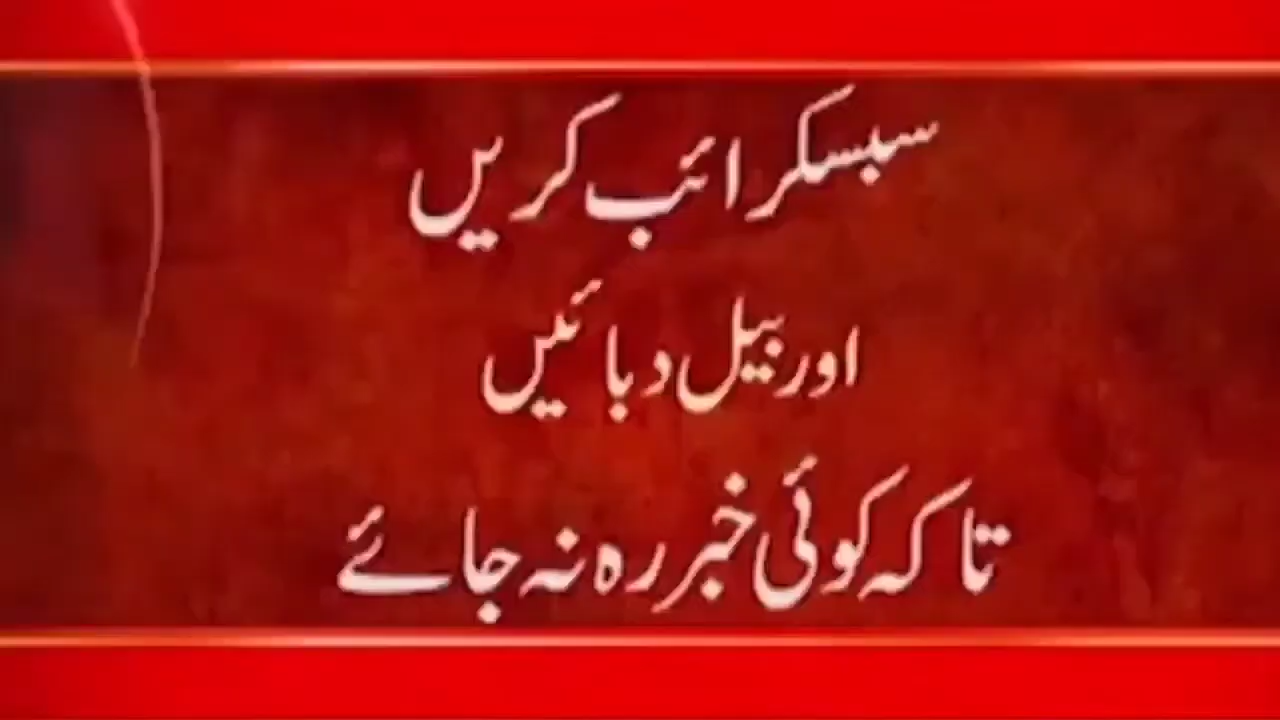 سبسکرائب کریں
اور بیل دبائیں
تاکہ کوئی خبر رہ نہ جائے